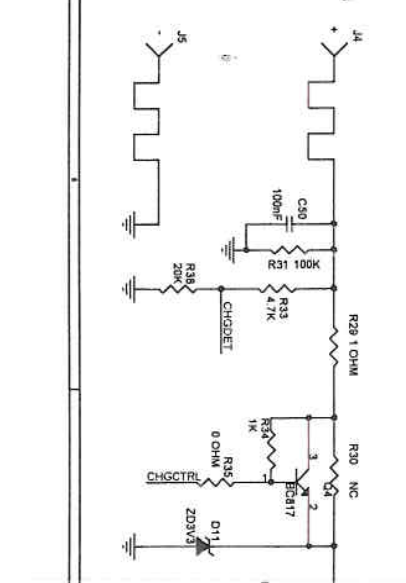 J5
-
J4
+
C50
100nF
R31 100K
R38
20K
R33
4.7K
CHGDET
R29 1 OHM
R30 NC
R34
1K
3
1
2
Q4
BC817
R35
0 OHM
CHGCTRL
D11
ZD3V3